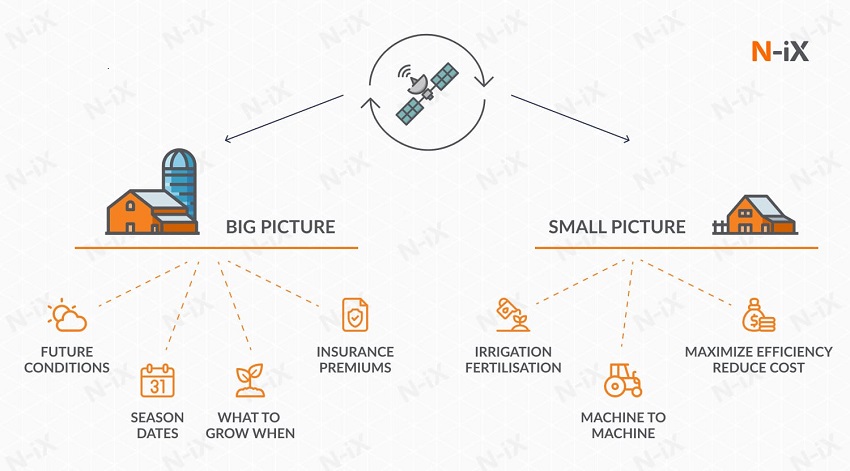 N-iX
BIG PICTURE
SMALL PICTURE
FUTURE
CONDITIONS
31
SEASON
DATES
WHAT TO
GROW WHEN
INSURANCE
PREMIUMS
IRRIGATION
FERTILISATION
MACHINE TO
MACHINE
$
MAXIMIZE EFFICIENCY
REDUCE COST